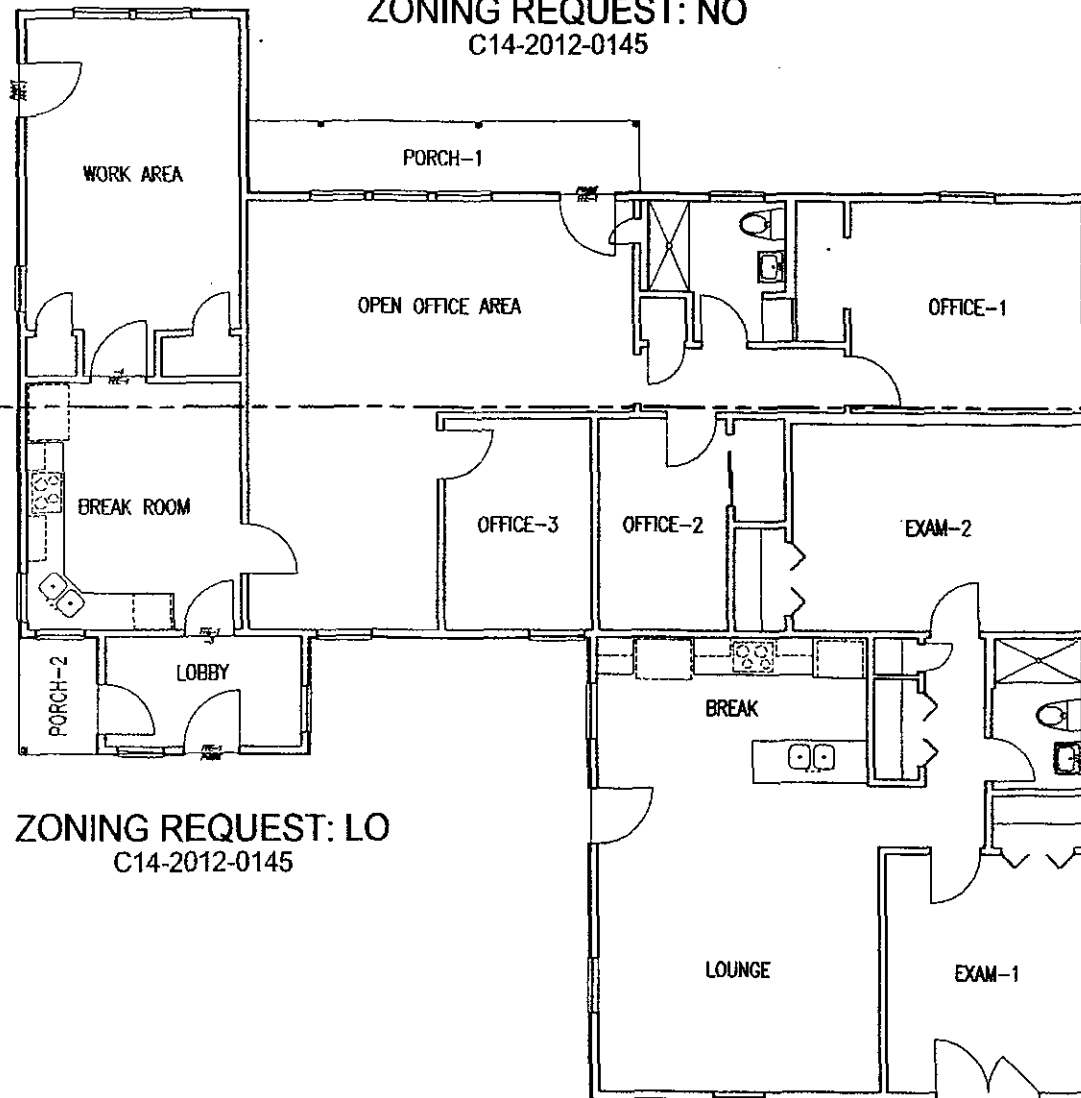 ZONING REQUEST: NO
C14-2012-0145
WORK AREA
PORCH-1
OPEN OFFICE AREA
OFFICE-1
BREAK ROOM
OFFICE-3
OFFICE-2
EXAM-2
PORCH-2
LOBBY
BREAK
ZONING REQUEST: LO
C14-2012-0145
LOUNGE
EXAM-1